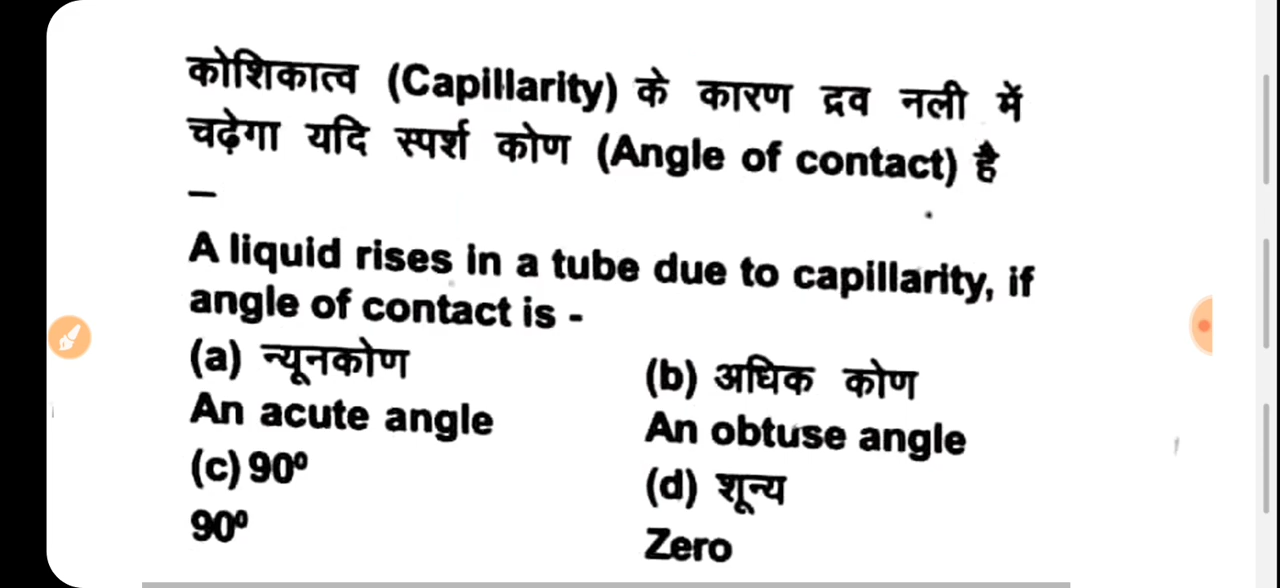 कोशिकात्व (Capillarity) के कारण द्रव नली में
चढ़ेगा यदि स्पर्श कोण (Angle of contact) है
–
A liquid rises in a tube due to capillarity, if
angle of contact is -
(a) न्यूनकोण (b) अधिक कोण
An acute angle An obtuse angle
(c) 90⁰ (d) शून्य
90⁰ Zero